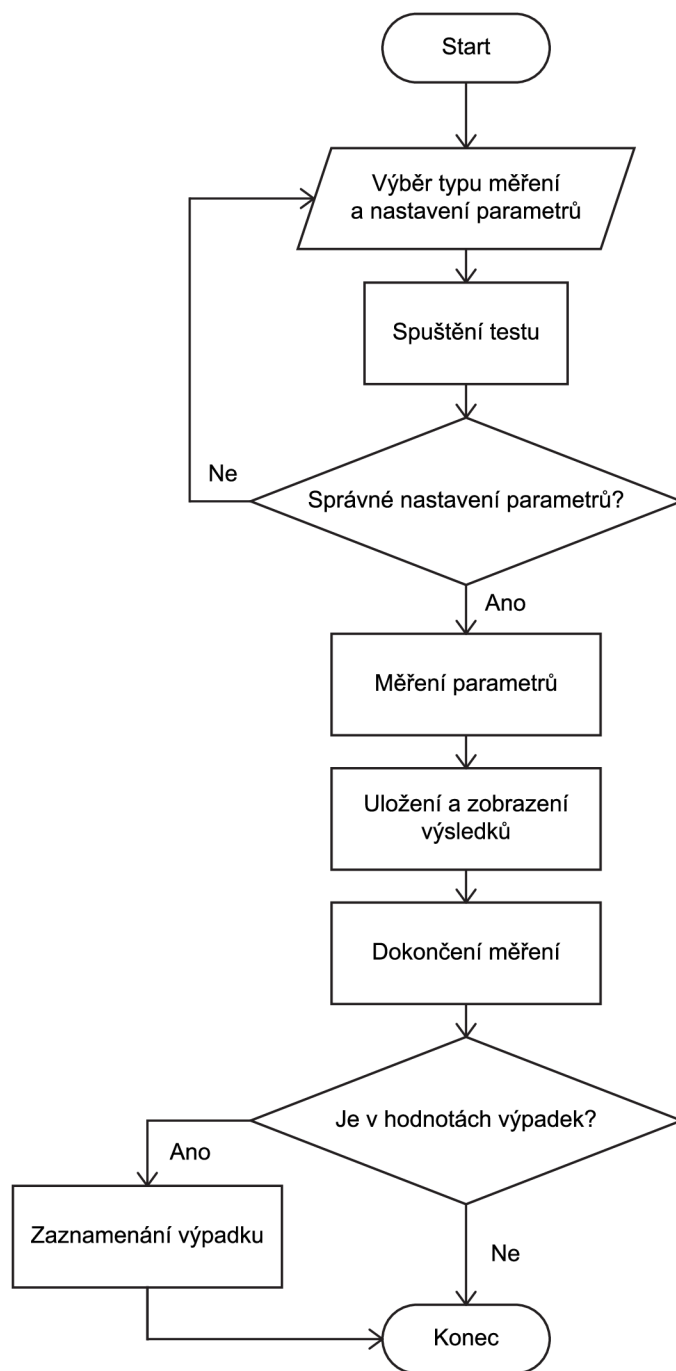 Start
Výběr typu měření
a nastavení parametrů
Spuštění testu
Ne
Správné nastavení parametrů?
Ano
Měření parametrů
Uložení a zobrazení
výsledků
Dokončení měření
Je v hodnotách výpadek?
Ano
Zaznamenání výpadku
Ne
Konec